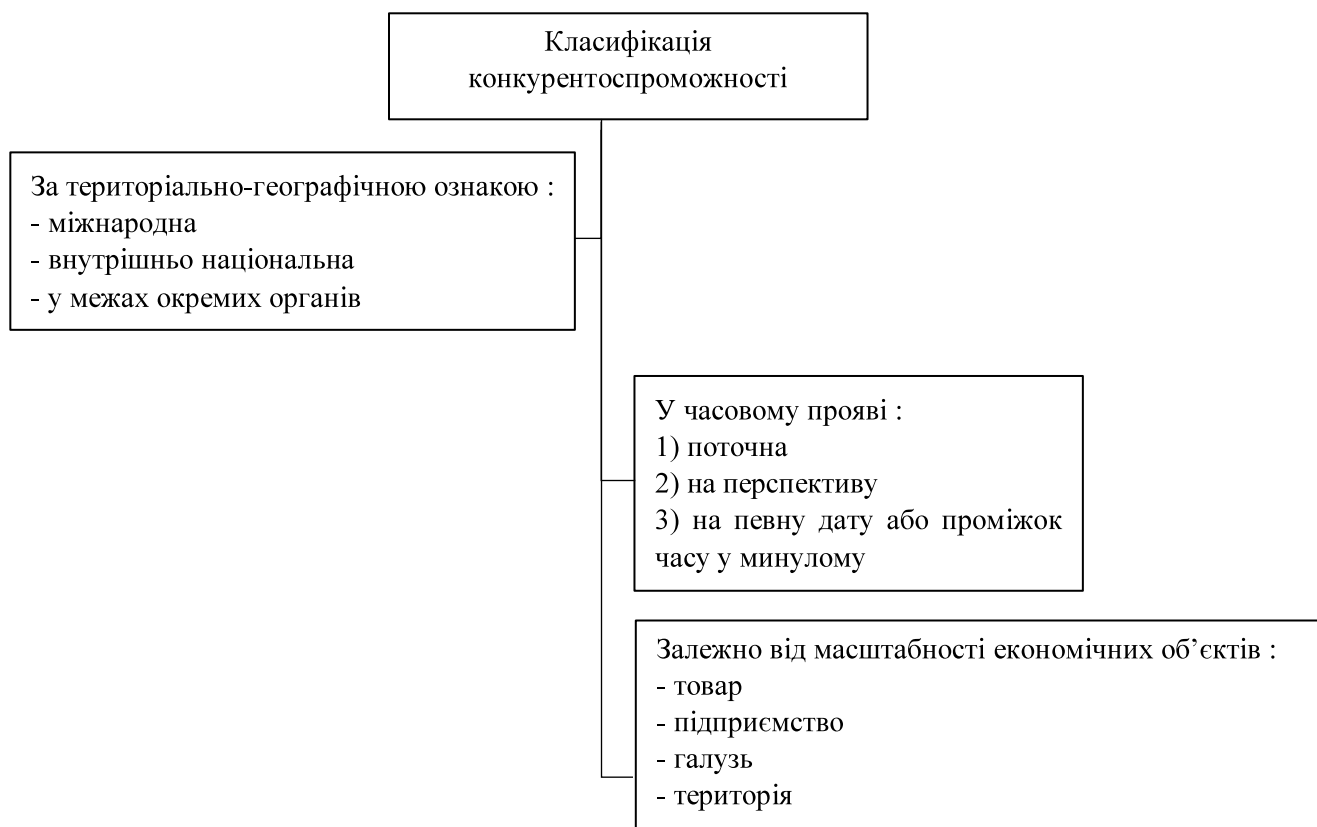 Класифікація
конкурентоспроможності
За територіально-географічною ознакою :
- міжнародна
- внутрішньо національна
- у межах окремих органів
У часовому прояві :
1) поточна
2) на перспективу
3) на певну дату або проміжок
часу у минулому
Залежно від масштабності економічних об’єктів :
- товар
- підприємство
- галузь
- територія